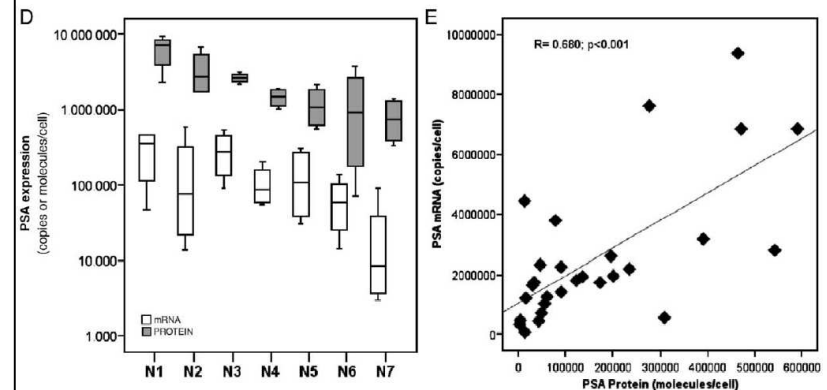 D
10 000 000
1 000 000
100 000
10 000
1 000
PSA expression
(copies or molecules/cell)
mRNA
PROTEIN
N1 N2 N3 N4 N5 N6 N7
E
R= 0.680; p<0.001
10000000
8000000
6000000
4000000
2000000
0
PSA mRNA (copies/cell)
0 100000 200000 300000 400000 500000 600000
PSA Protein (molecules/cell)